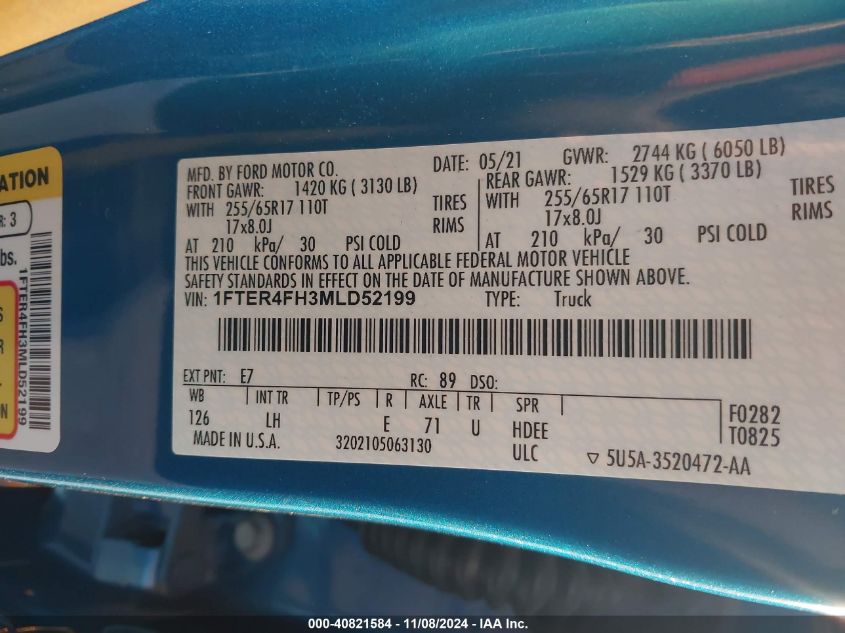 ATION
R: 3
lbs.
1FTER4FH3MLD52199
S
R
L
ON
MFD. BY FORD MOTOR CO. DATE: 05/21 GVWR: 2744 KG ( 6050 LB)
FRONT GAWR: 1420 KG ( 3130 LB) REAR GAWR: 1529 KG ( 3370 LB)
WITH 255/65R17 110T TIRES WITH 255/65R17 110T TIRES
17x8.0J RIMS 17x8.0J RIMS
AT 210 kPa/ 30 PSI COLD AT 210 kPa/ 30 PSI COLD
THIS VEHICLE CONFORMS TO ALL APPLICABLE FEDERAL MOTOR VEHICLE
SAFETY STANDARDS IN EFFECT ON THE DATE OF MANUFACTURE SHOWN ABOVE.
VIN: 1FTER4FH3MLD52199 TYPE: Truck
EXT PNT: E7 RC: 89 DSO:
WB INT TR TP/PS R AXLE TR SPR
126 LH E 71 U HDEE F0282
MADE IN U.S.A. 3202105063130 ULC T0825
▽ 5U5A-3520472-AA
000-40821584 - 11/08/2024 - IAA Inc.